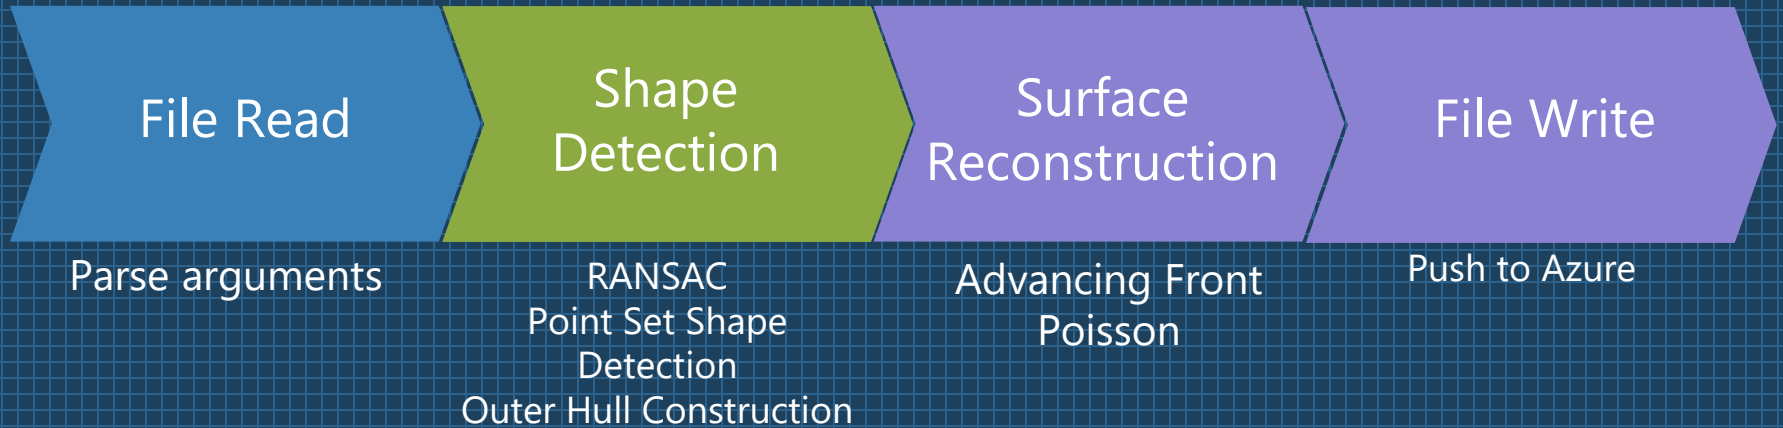 File Read
Shape
Detection
Surface
Reconstruction
File Write
Parse arguments
RANSAC
Point Set Shape
Detection
Outer Hull Construction
Advancing Front
Poisson
Push to Azure